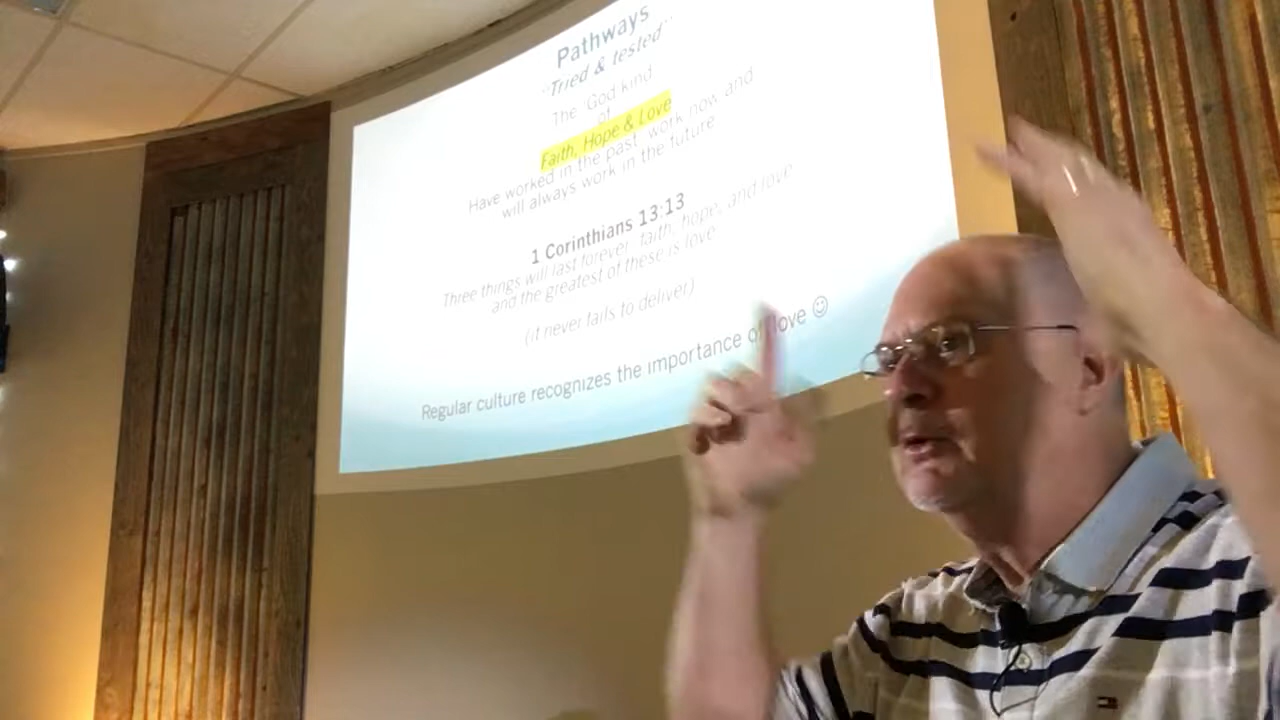 Pathways
"Tried & tested"
The 'God kind'
of
Faith, Hope & Love
Have worked in the past, work now and
will always work in the future
1 Corinthians 13:13
Three things will last forever, faith, hope, and love
and the greatest of these is love
(it never fails to deliver)
Regular culture recognizes the importance of love ☺